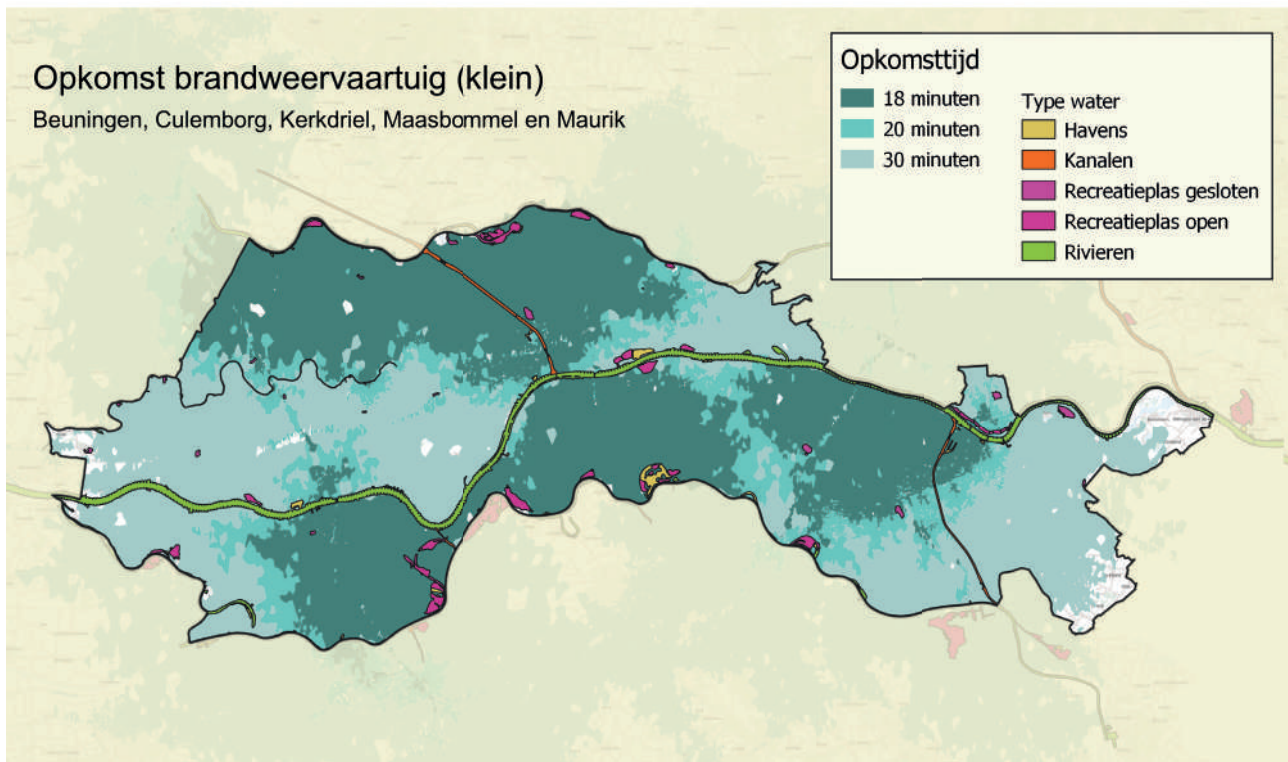 Opkomst brandweervaartuig (klein)
Beuningen, Culemborg, Kerkdriel, Maasbommel en Maurik
Opkomsttijd
18 minuten
20 minuten
30 minuten
Type water
Havens
Kanalen
Recreatieplas gesloten
Recreatieplas open
Rivieren